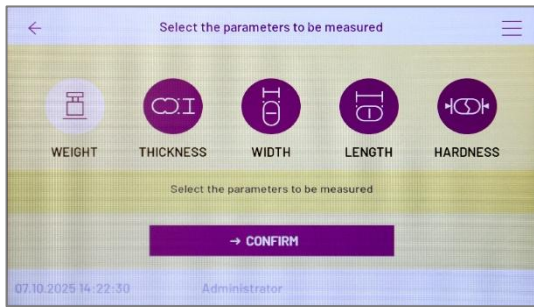 Select the parameters to be measured
WEIGHT THICKNESS WIDTH LENGTH HARDNESS
Select the parameters to be measured
→ CONFIRM
07.10.2025 14:22:30 Administrator